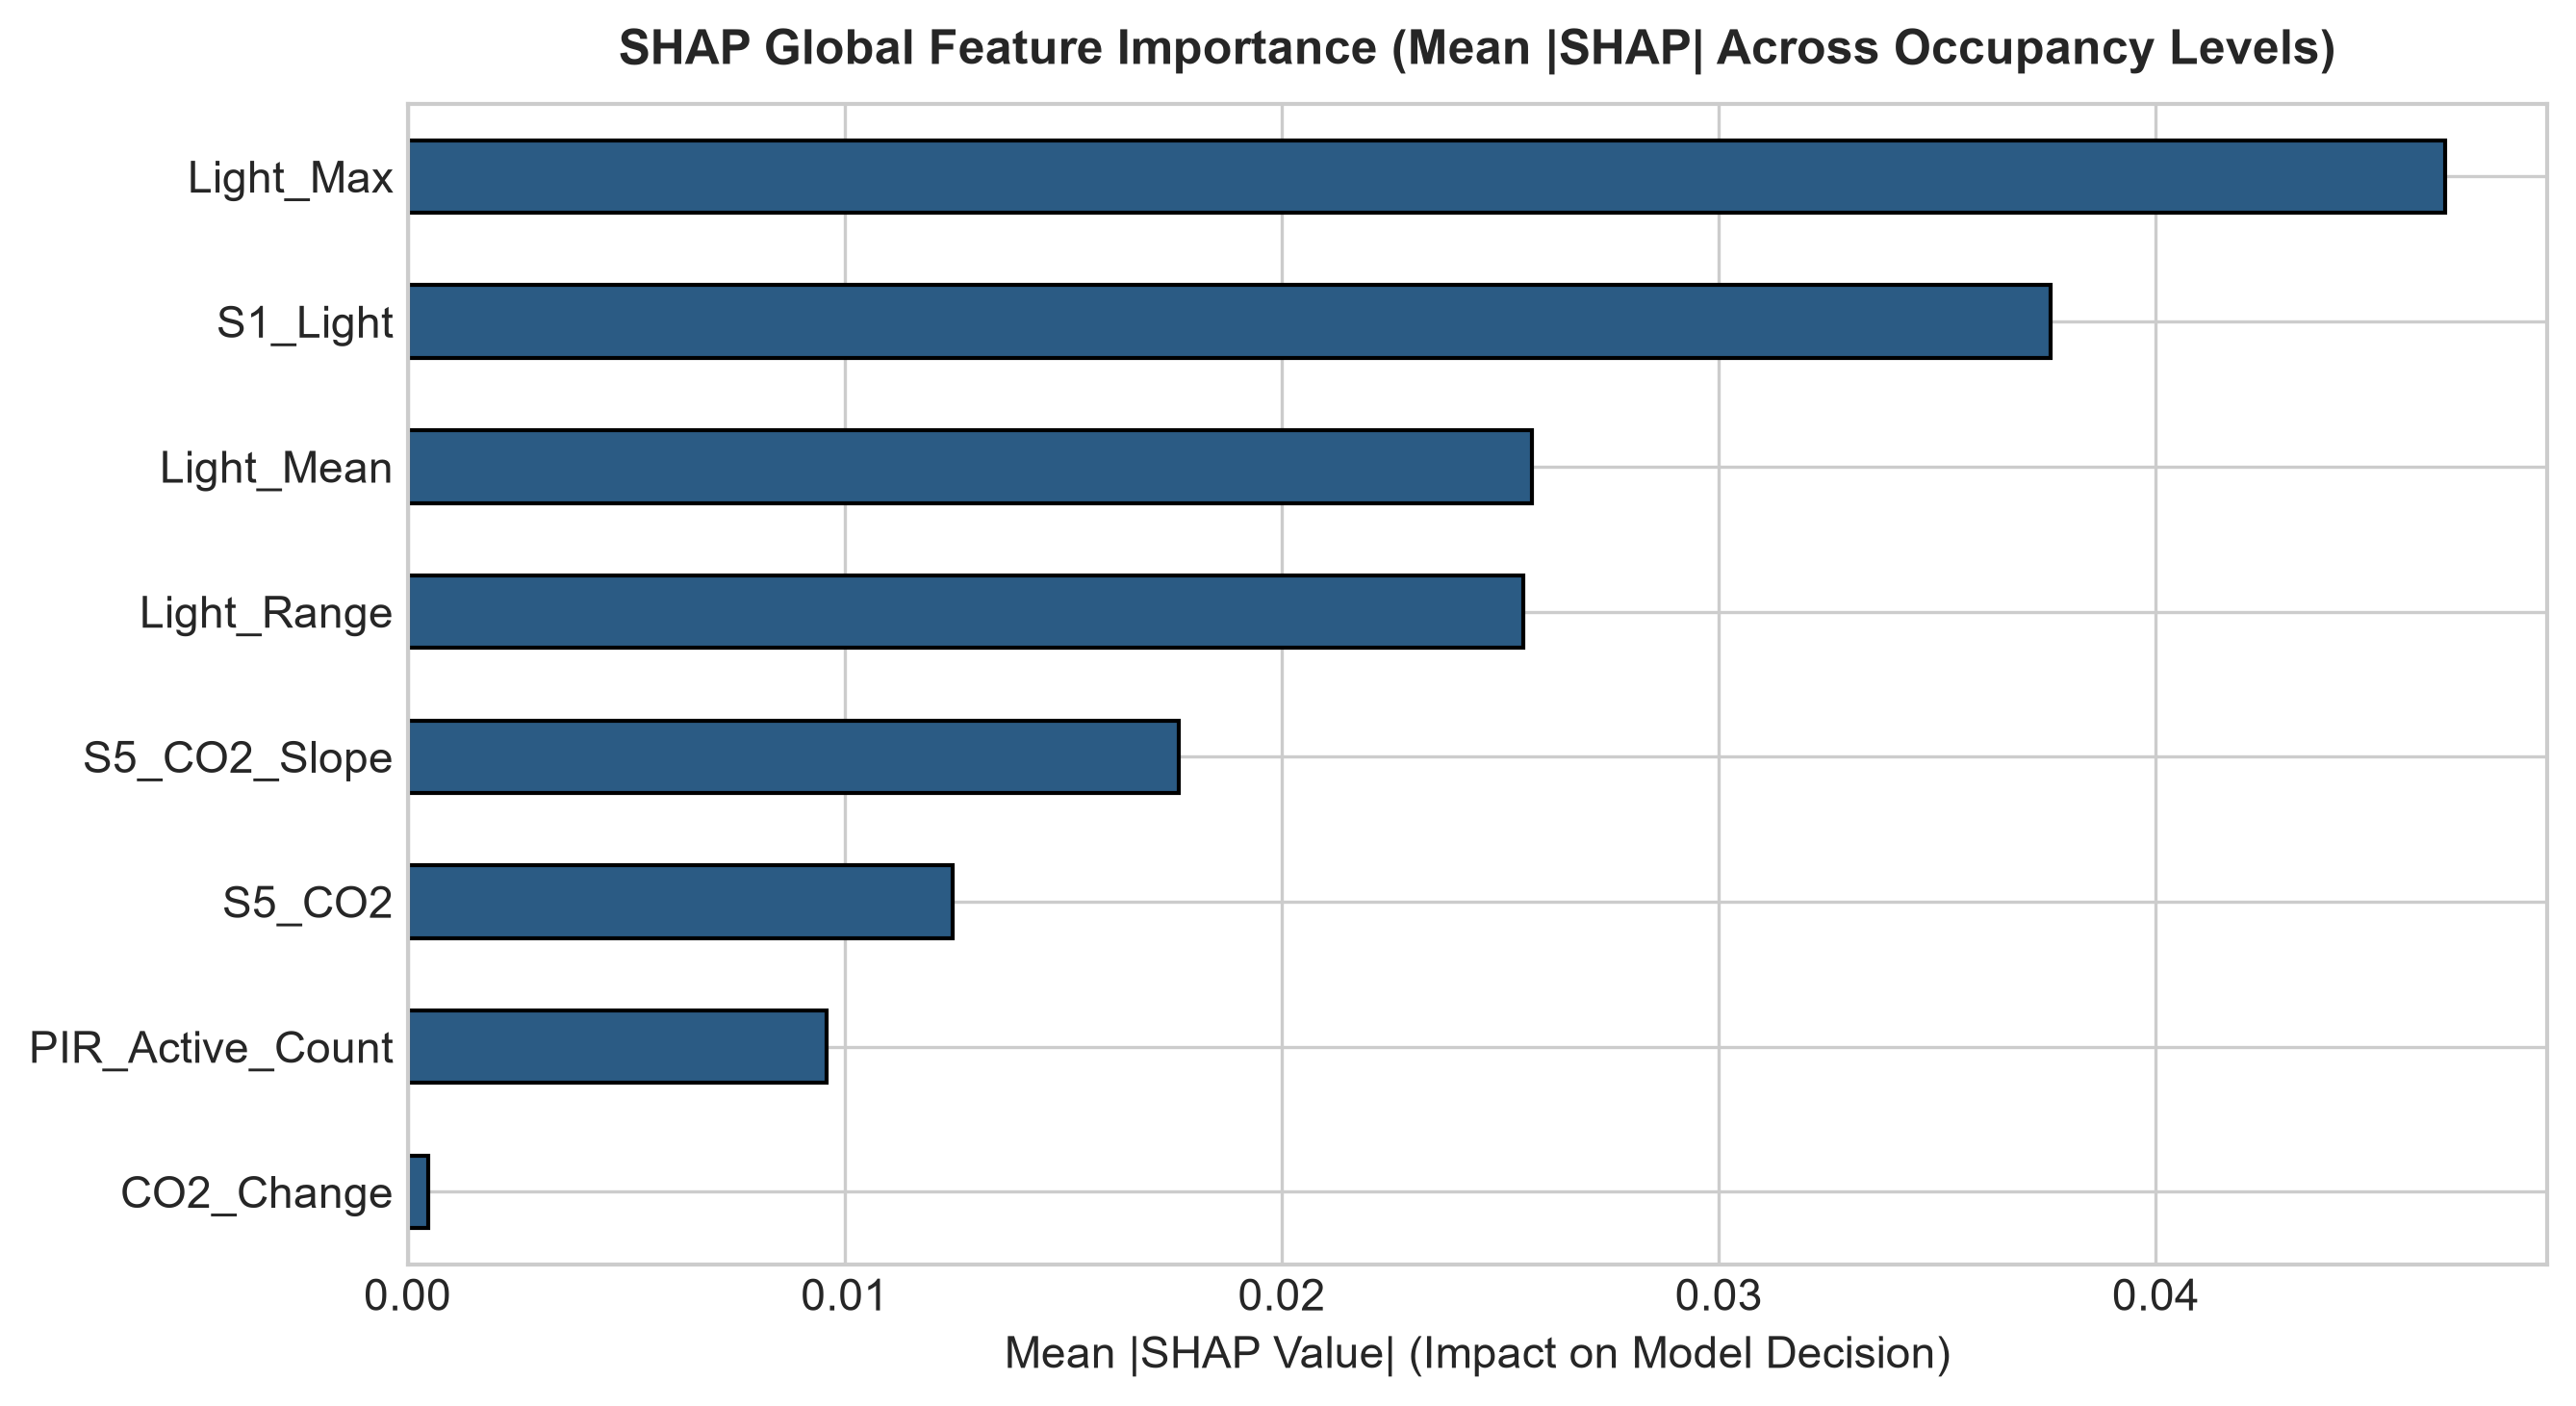 SHAP Global Feature Importance (Mean |SHAP| Across Occupancy Levels)
Light_Max
S1_Light
Light_Mean
Light_Range
S5_CO2_Slope
S5_CO2
PIR_Active_Count
CO2_Change
0.00 0.01 0.02 0.03 0.04
Mean |SHAP Value| (Impact on Model Decision)